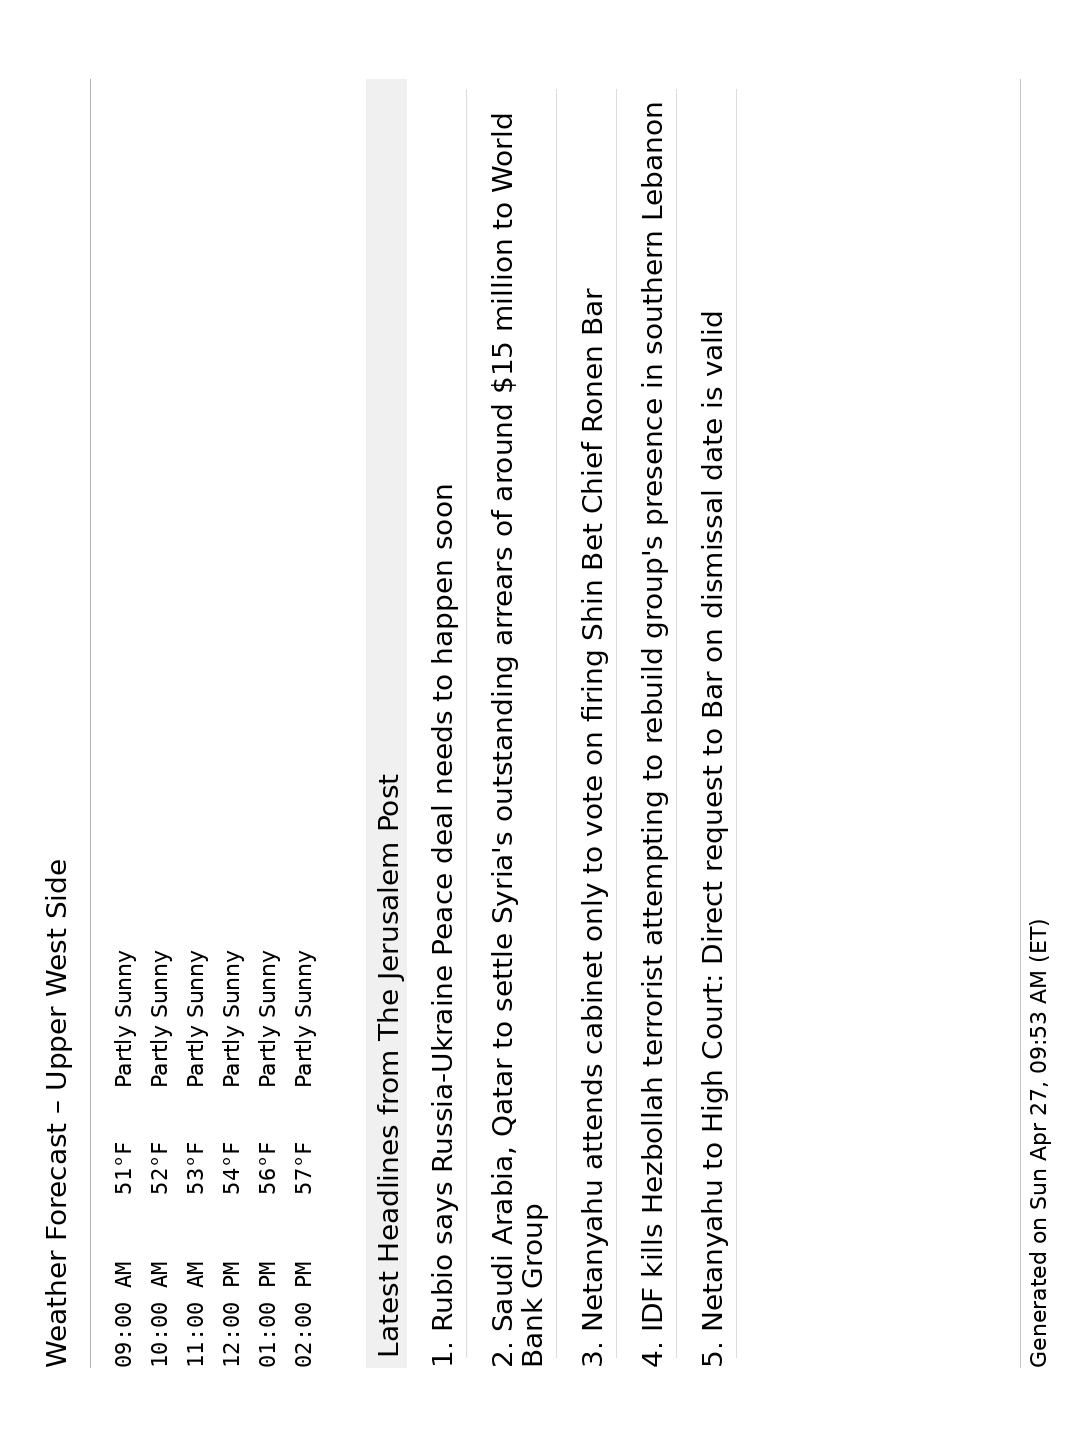 Weather Forecast – Upper West Side
09:00 AM 51°F Partly Sunny
10:00 AM 52°F Partly Sunny
11:00 AM 53°F Partly Sunny
12:00 PM 54°F Partly Sunny
01:00 PM 56°F Partly Sunny
02:00 PM 57°F Partly Sunny
Latest Headlines from The Jerusalem Post
1. Rubio says Russia-Ukraine Peace deal needs to happen soon
2. Saudi Arabia, Qatar to settle Syria's outstanding arrears of around $15 million to World
Bank Group
3. Netanyahu attends cabinet only to vote on firing Shin Bet Chief Ronen Bar
4. IDF kills Hezbollah terrorist attempting to rebuild group's presence in southern Lebanon
5. Netanyahu to High Court: Direct request to Bar on dismissal date is valid
Generated on Sun Apr 27, 09:53 AM (ET)